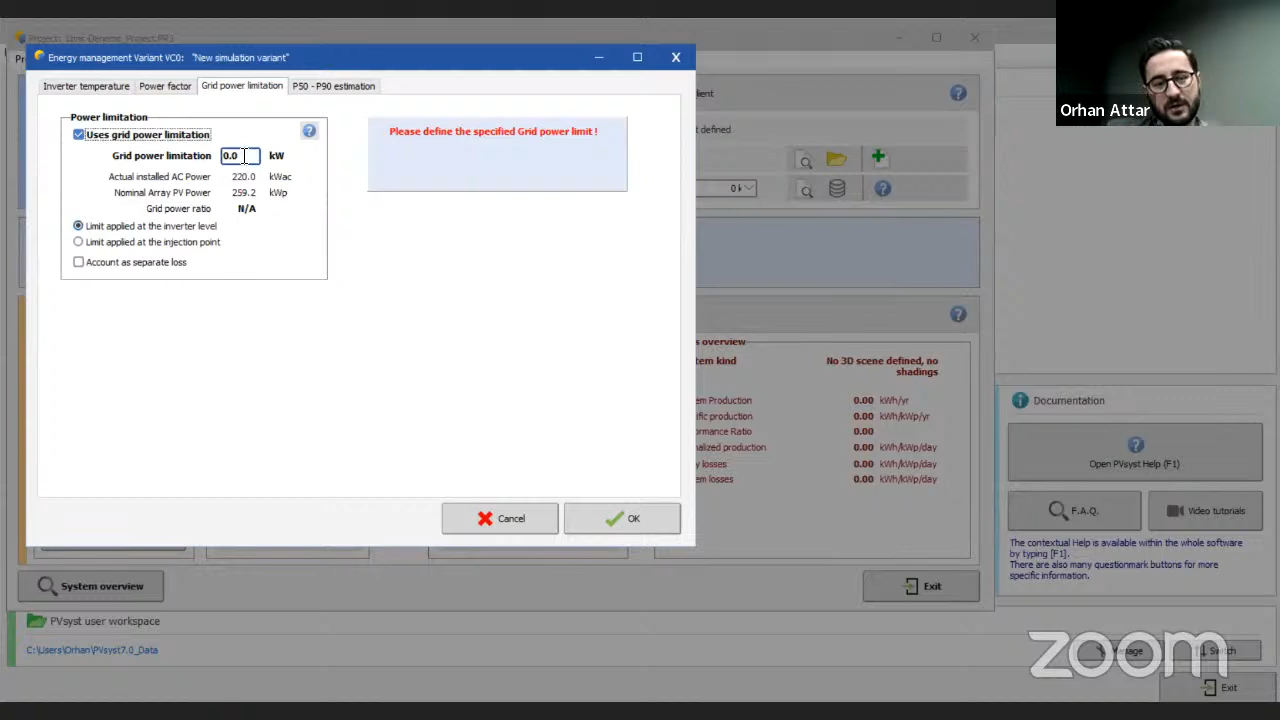 Project: Izmir_Deneme_Project.PRJ
Energy management Variant VC0: "New simulation variant"
Inverter temperature
Power factor
Grid power limitation
P50 - P90 estimation
Power limitation
Uses grid power limitation
Grid power limitation 0.0 kW
Actual installed AC Power 220.0 kWac
Nominal Array PV Power 259.2 kWp
Grid power ratio N/A
Limit applied at the inverter level
Limit applied at the injection point
Account as separate loss
Please define the specified Grid power limit !
Cancel
OK
Orhan Attar
No 3D scene defined, no
shadings
0.00 kWh/yr
0.00 kWh/kWp/yr
0.00
0.00 kWh/kWp/day
0.00 kWh/kWp/day
0.00 kWh/kWp/day
System overview
Exit
Documentation
Open PVsyst Help (F1)
F.A.Q.
Video tutorials
The contextual Help is available within the whole software
by typing [F1].
There are also many questionmark buttons for more
specific information.
PVsyst user workspace
C:\Users\Orhan\PVsyst7.0_Data
Manage
Switch
Exit
zoom